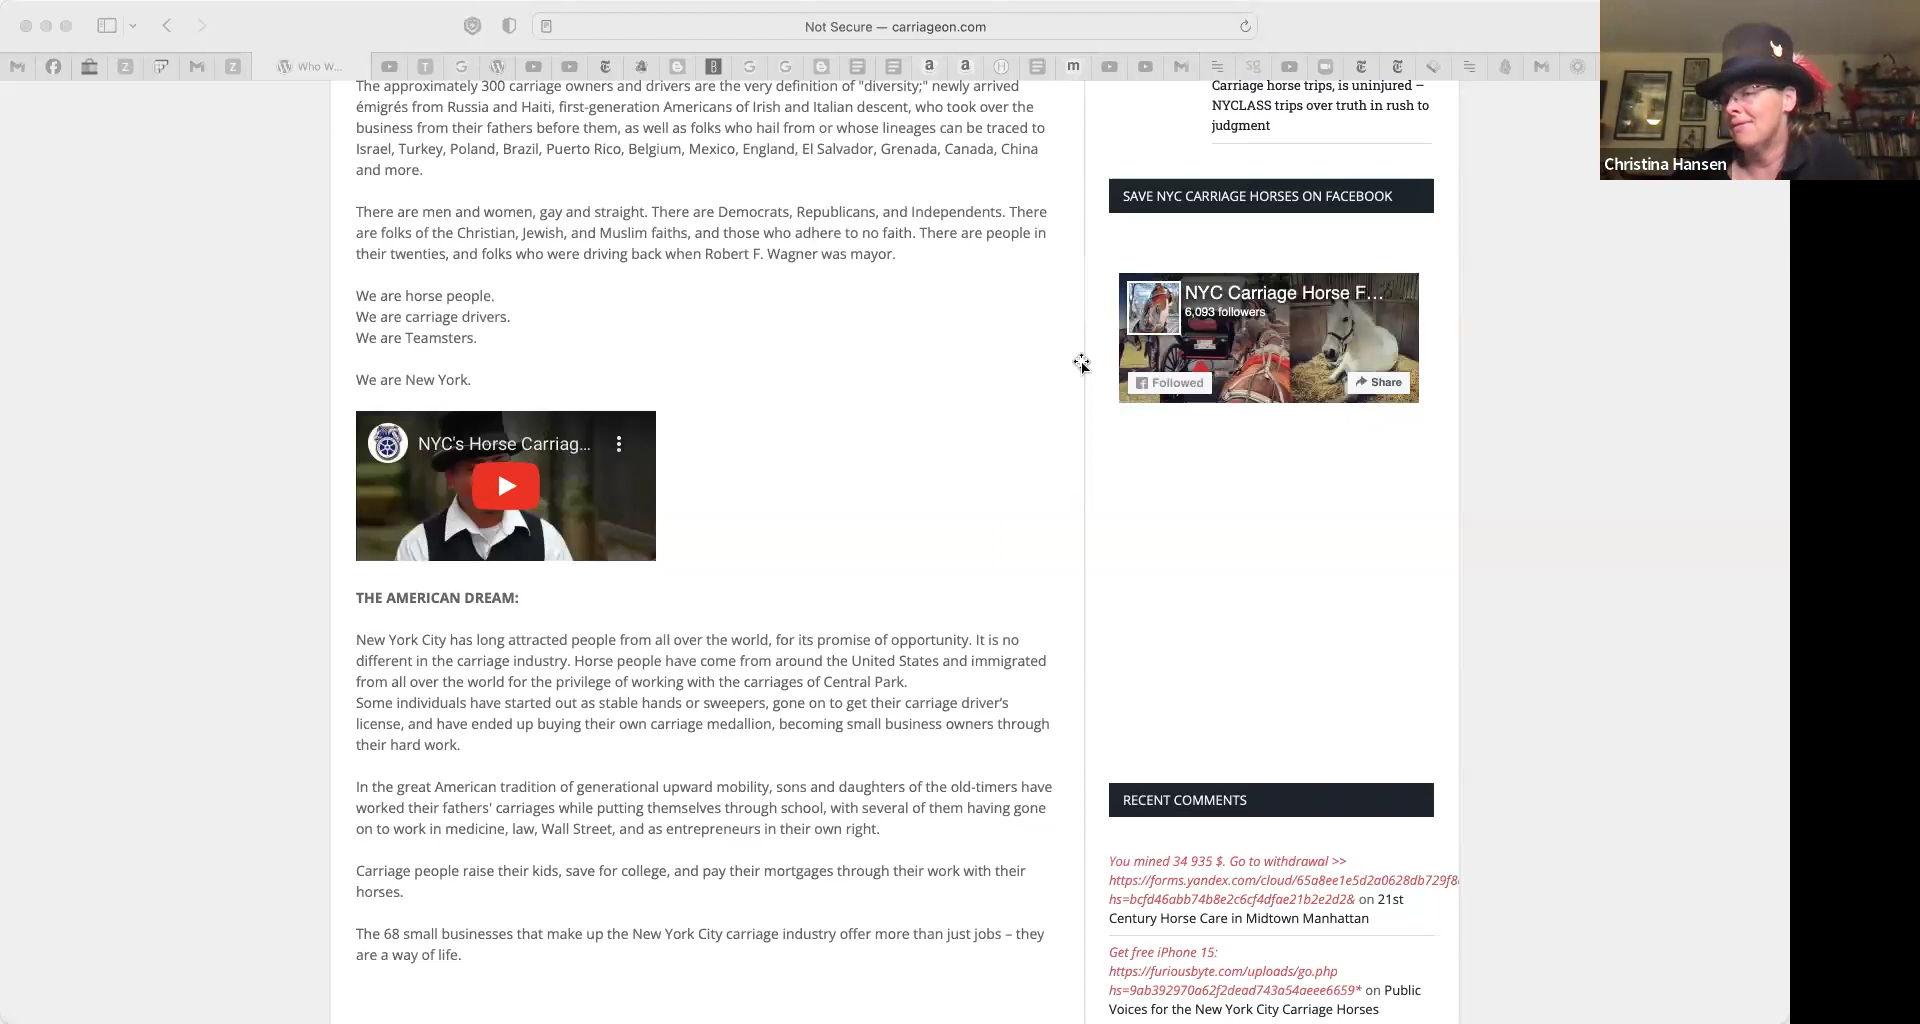 Not Secure — carriageon.com
Who W...
The approximately 300 carriage owners and drivers are the very definition of "diversity;" newly arrived
émigrés from Russia and Haiti, first-generation Americans of Irish and Italian descent, who took over the
business from their fathers before them, as well as folks who hail from or whose lineages can be traced to
Israel, Turkey, Poland, Brazil, Puerto Rico, Belgium, Mexico, England, El Salvador, Grenada, Canada, China
and more.
There are men and women, gay and straight. There are Democrats, Republicans, and Independents. There
are folks of the Christian, Jewish, and Muslim faiths, and those who adhere to no faith. There are people in
their twenties, and folks who were driving back when Robert F. Wagner was mayor.
We are horse people.
We are carriage drivers.
We are Teamsters.
We are New York.
NYC's Horse Carriag...
THE AMERICAN DREAM:
New York City has long attracted people from all over the world, for its promise of opportunity. It is no
different in the carriage industry. Horse people have come from around the United States and immigrated
from all over the world for the privilege of working with the carriages of Central Park.
Some individuals have started out as stable hands or sweepers, gone on to get their carriage driver's
license, and have ended up buying their own carriage medallion, becoming small business owners through
their hard work.
In the great American tradition of generational upward mobility, sons and daughters of the old-timers have
worked their fathers' carriages while putting themselves through school, with several of them having gone
on to work in medicine, law, Wall Street, and as entrepreneurs in their own right.
Carriage people raise their kids, save for college, and pay their mortgages through their work with their
horses.
The 68 small businesses that make up the New York City carriage industry offer more than just jobs – they
are a way of life.
Carriage horse trips, is uninjured –
NYCLASS trips over truth in rush to
judgment
SAVE NYC CARRIAGE HORSES ON FACEBOOK
NYC Carriage Horse F...
6,093 followers
Followed
Share
RECENT COMMENTS
You mined 34 935 $. Go to withdrawal >>
https://forms.yandex.com/cloud/65a8ee1e5d2a0628db729f8
hs=bcfd46abb74b8e2c6cf4dfae21b2e2d2& on 21st
Century Horse Care in Midtown Manhattan
Get free iPhone 15:
https://furiousbyte.com/uploads/go.php
hs=9ab392970a62f2dead743a54aeee6659* on Public
Voices for the New York City Carriage Horses
Christina Hansen